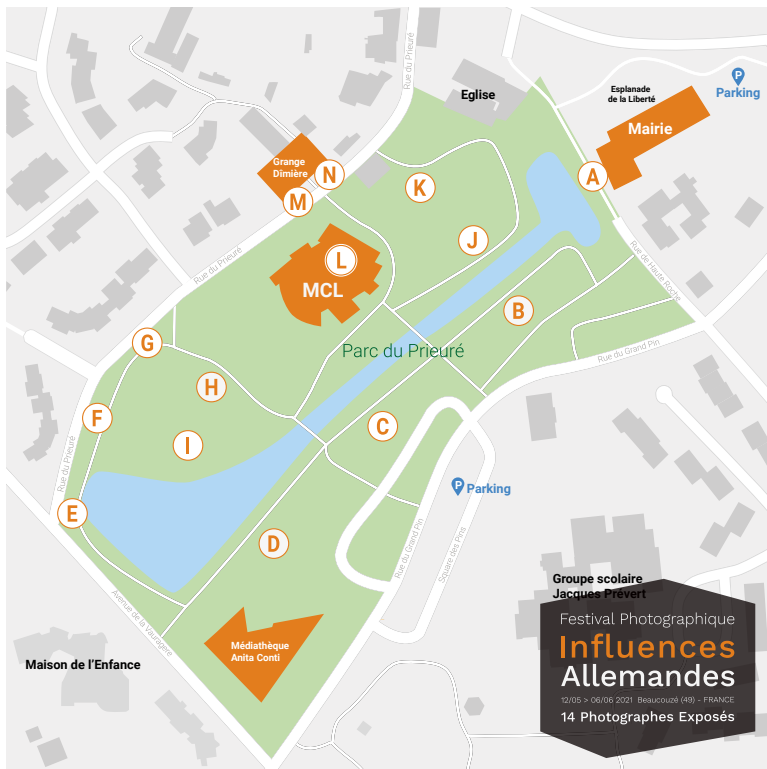 Rue du Prieuré
Eglise
Esplanade
de la Liberté
P
Parking
Mairie
Grange
Dîmière
N
A
M
K
Rue de Haute Roche
J
L
MCL
Rue du Prieuré
B
Parc du Prieuré
G
Rue du Grand Pin
H
F
C
I
Rue du Prieuré
P Parking
E
D
Rue du Grand Pin
Square des Pins
Avenue de la Vauragère
Groupe scolaire
Jacques Prévert
Médiathèque
Anita Conti
Maison de l'Enfance
Festival Photographique
Influences
Allemandes
12/05 > 06/06 2021 Beaucouzé (49) - FRANCE
14 Photographes Exposés